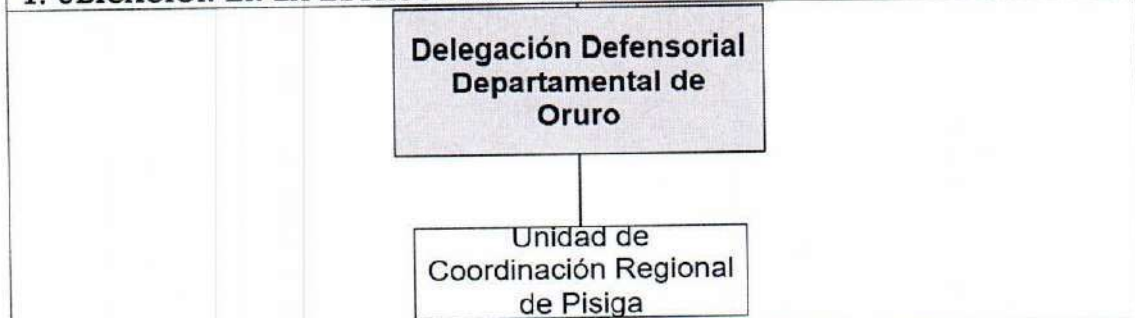 Delegación Defensorial
Departamental de
Oruro
Unidad de
Coordinación Regional
de Pisiga